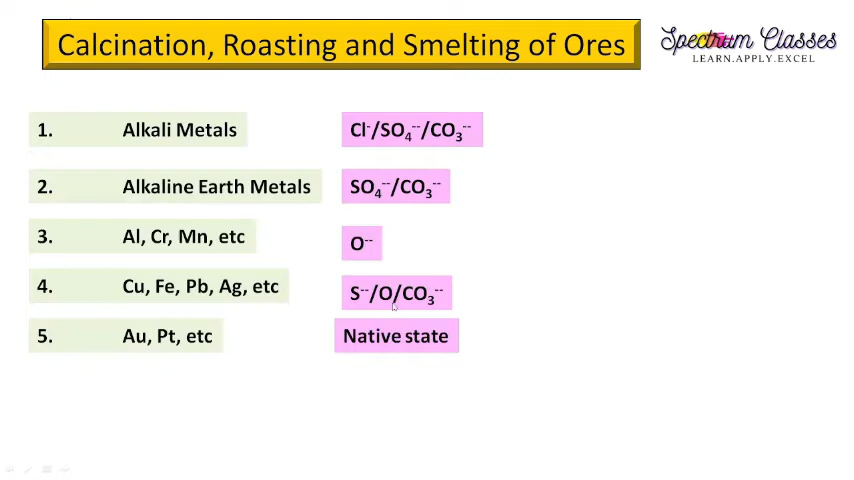 Calcination, Roasting and Smelting of Ores
Spectrum Classes
LEARN.APPLY.EXCEL
1. Alkali Metals Cl⁻/SO₄⁻⁻/CO₃⁻⁻
2. Alkaline Earth Metals SO₄⁻⁻/CO₃⁻⁻
3. Al, Cr, Mn, etc O⁻⁻
4. Cu, Fe, Pb, Ag, etc S⁻⁻/O/CO₃⁻⁻
5. Au, Pt, etc Native state